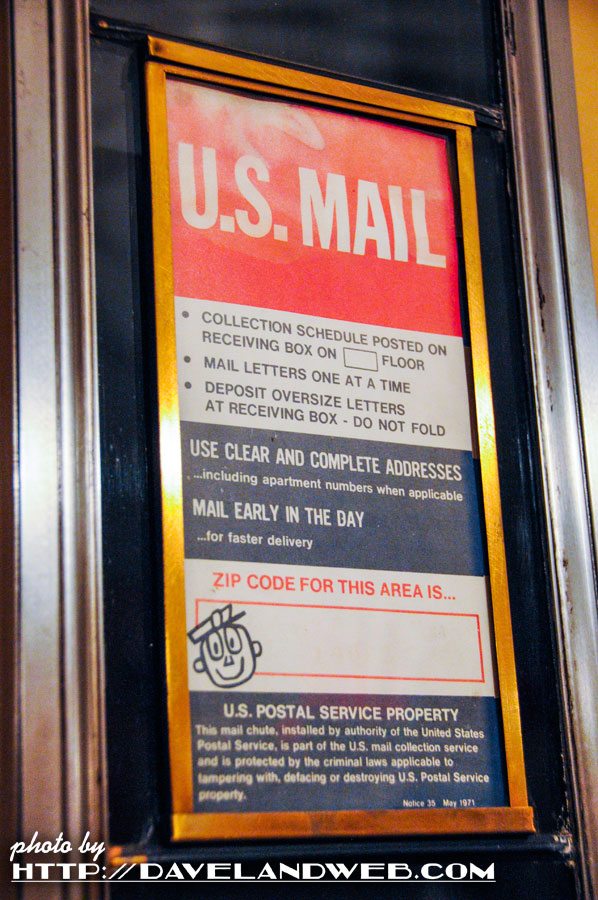 U.S. MAIL
• COLLECTION SCHEDULE POSTED ON
RECEIVING BOX ON FLOOR
• MAIL LETTERS ONE AT A TIME
• DEPOSIT OVERSIZE LETTERS
AT RECEIVING BOX - DO NOT FOLD
USE CLEAR AND COMPLETE ADDRESSES
...including apartment numbers when applicable
MAIL EARLY IN THE DAY
...for faster delivery
ZIP CODE FOR THIS AREA IS...
U.S. POSTAL SERVICE PROPERTY
This mail chute, installed by authority of the United States
Postal Service, is part of the U.S. mail collection service
and is protected by the criminal laws applicable to
tampering with, defacing or destroying U.S. Postal Service
property.
Notice 35 May 1971
photo by
HTTP://DAVELANDWEB.COM